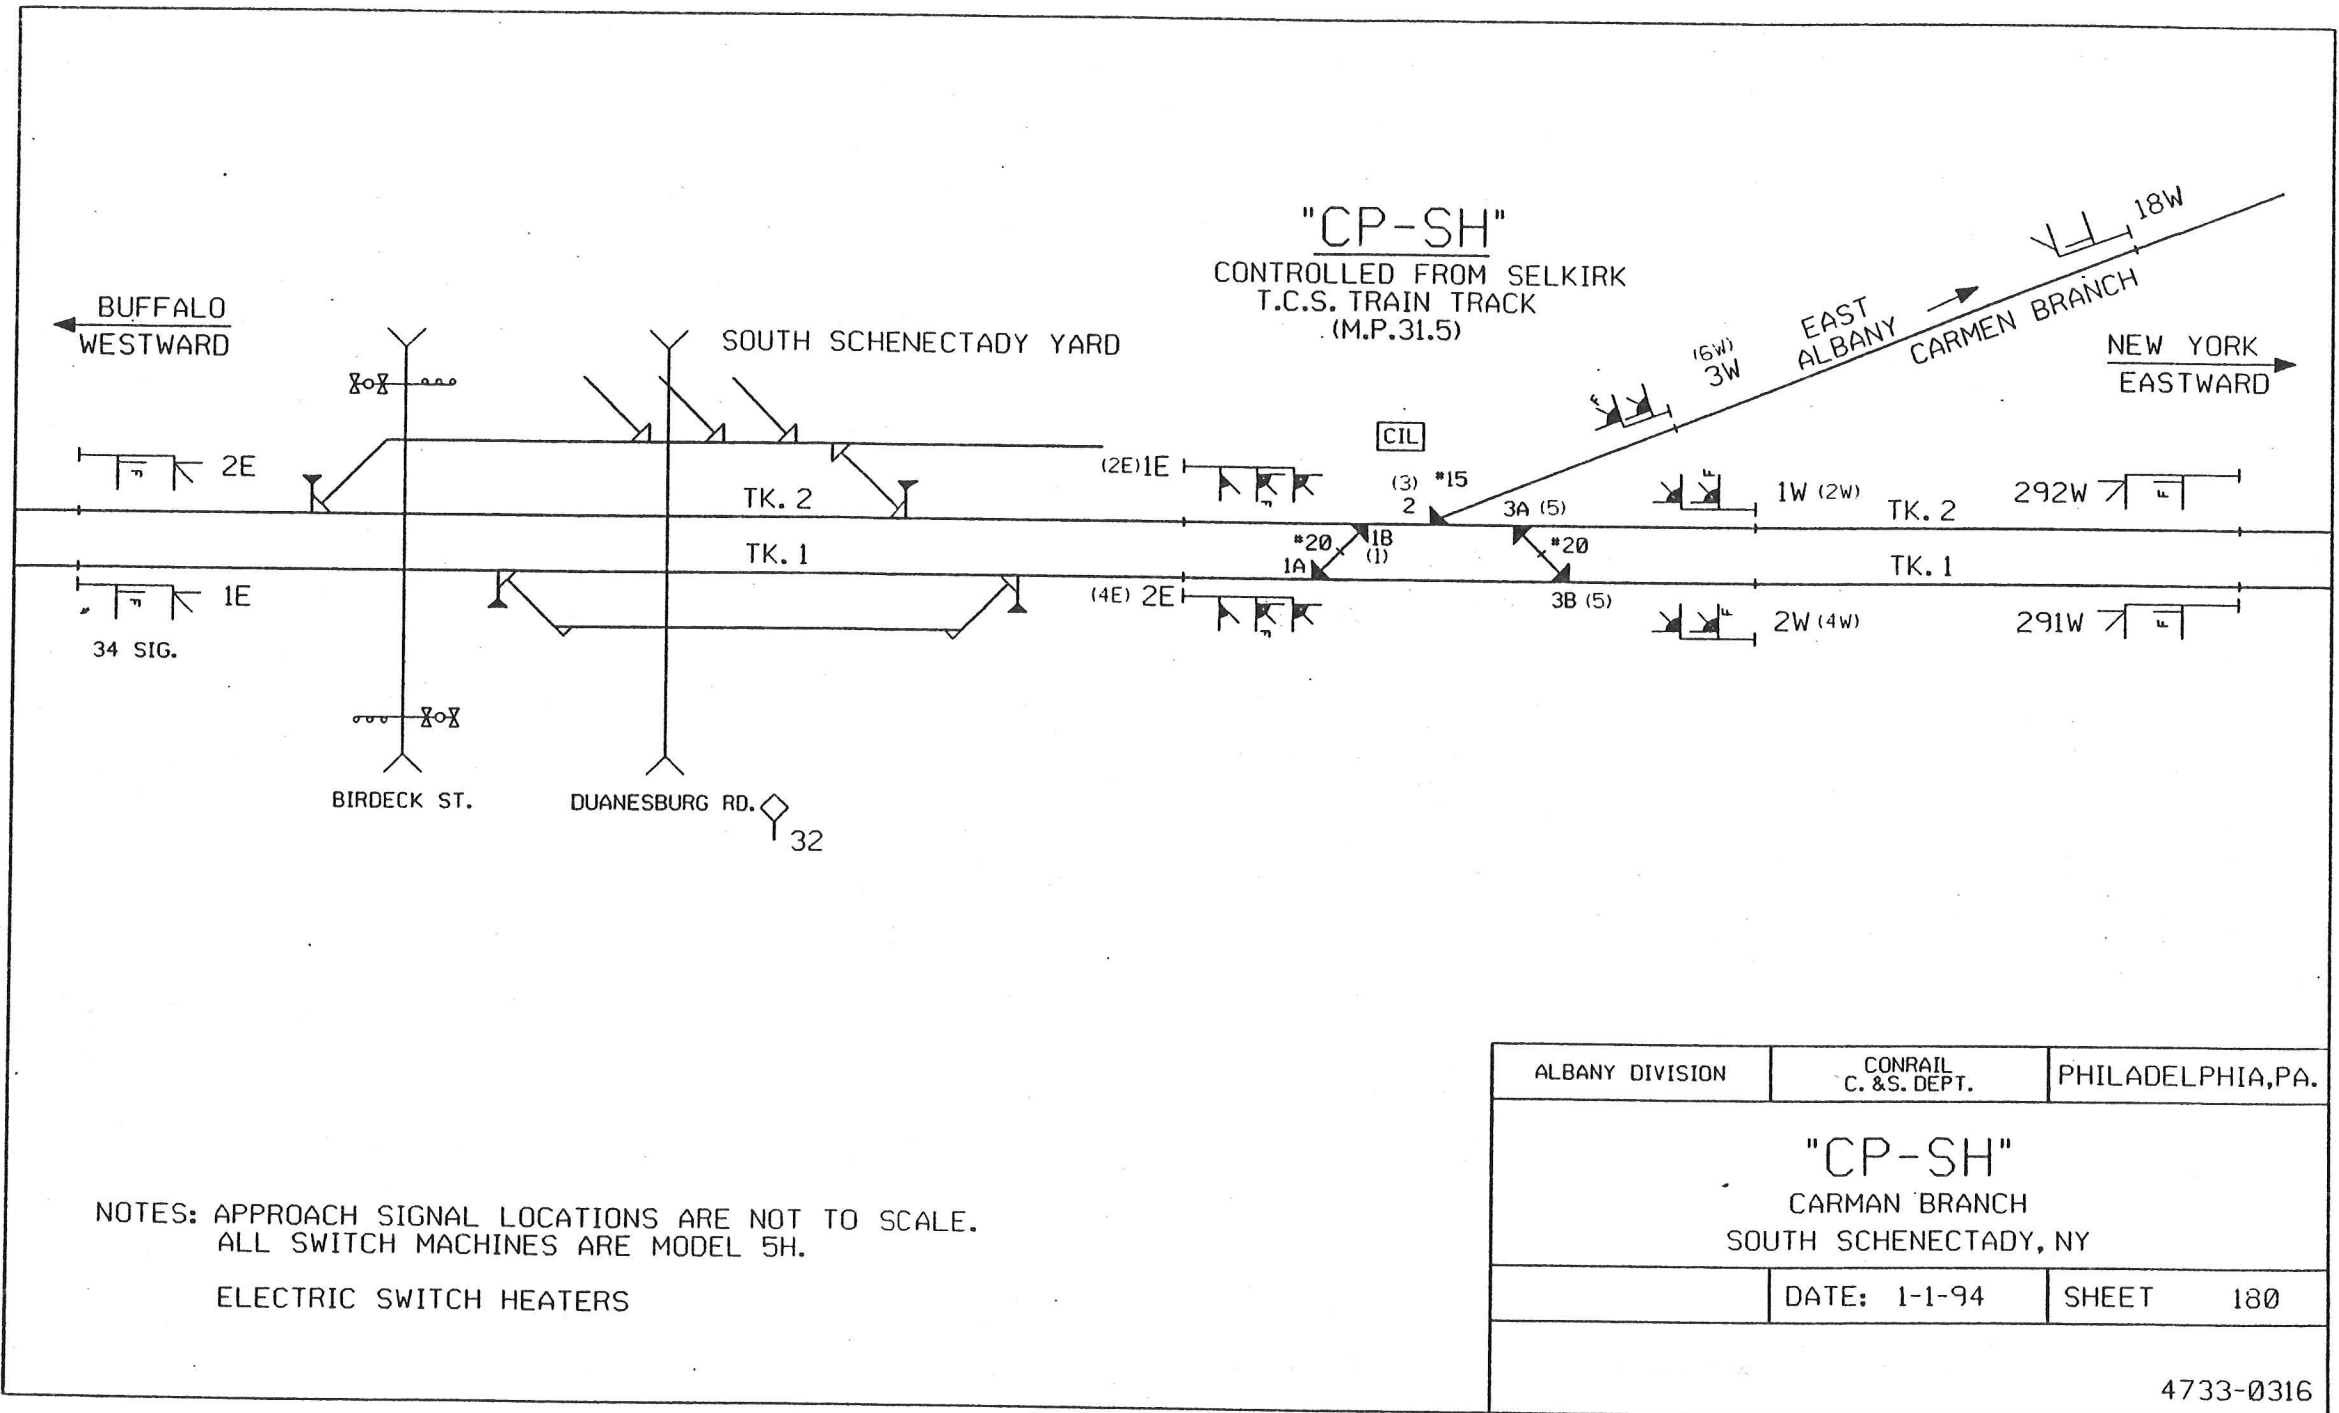 "CP-SH"
CONTROLLED FROM SELKIRK
T.C.S. TRAIN TRACK
(M.P.31.5)
BUFFALO
WESTWARD
SOUTH SCHENECTADY YARD
18W
EAST
ALBANY
CARMEN BRANCH
NEW YORK
EASTWARD
(6W)
3W
F
CIL
2E
F
TK. 2
(2E)1E
F
(3) #15
2
3A (5)
F
1W (2W)
TK. 2
292W
F
#20
1B
(1)
1A
#20
TK. 1
TK. 1
1E
F
34 SIG.
(4E) 2E
F
3B (5)
F
2W (4W)
291W
F
BIRDECK ST.
DUANESBURG RD.
32
NOTES: APPROACH SIGNAL LOCATIONS ARE NOT TO SCALE.
ALL SWITCH MACHINES ARE MODEL 5H.
ELECTRIC SWITCH HEATERS
ALBANY DIVISION
CONRAIL
C. &S. DEPT.
PHILADELPHIA,PA.
"CP-SH"
CARMAN BRANCH
SOUTH SCHENECTADY, NY
DATE: 1-1-94
SHEET 180
4733-0316